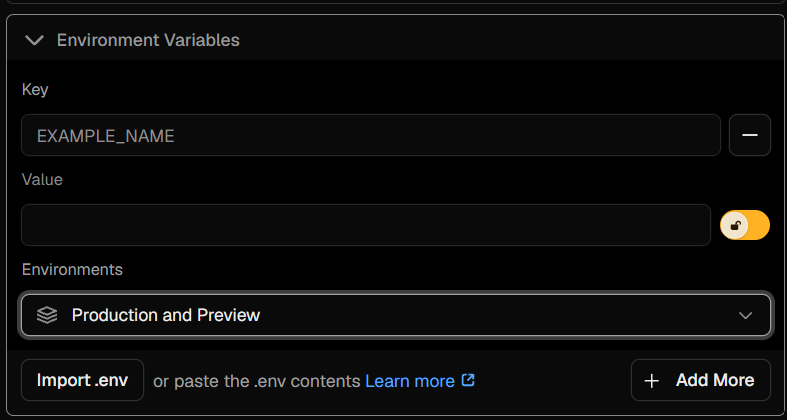 Environment Variables
Key
EXAMPLE_NAME
Value
Environments
Production and Preview
Import .env or paste the .env contents Learn more Add More